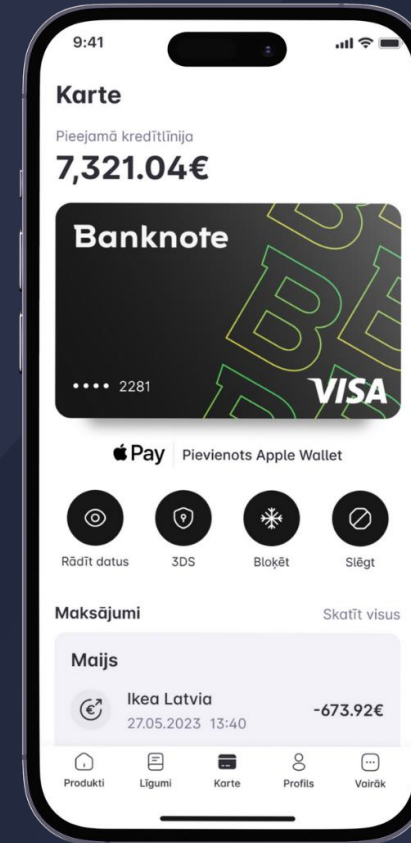 9:41
Karte
Pieejamā kredītlīnija
7,321.04€
Banknote
•••• 2281
VISA
Pay | Pievienots Apple Wallet
Rādīt datus
3DS
Bloķēt
Slēgt
Maksājumi
Skatīt visus
Maijs
Ikea Latvia
27.05.2023 13:40
-673.92€
Produkti
Līgumi
Karte
Profils
Vairāk